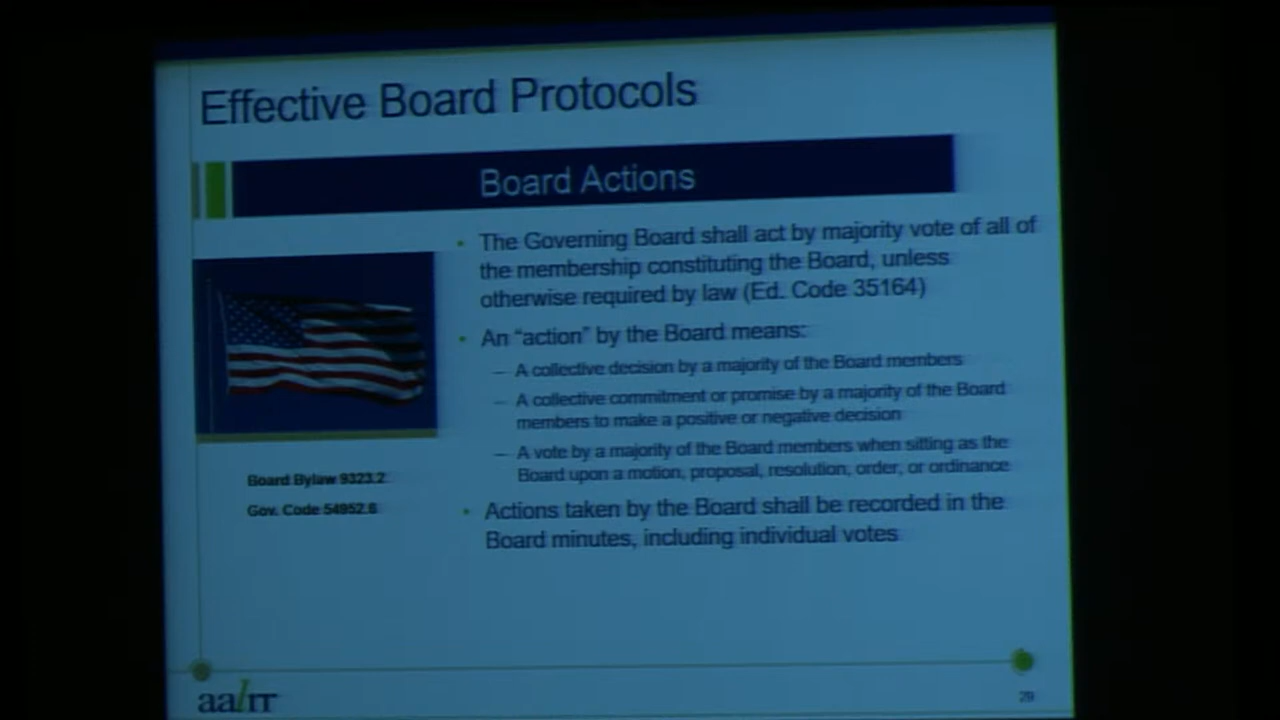 Effective Board Protocols
Board Actions
• The Governing Board shall act by majority vote of all of
the membership constituting the Board, unless
otherwise required by law (Ed. Code 35164)
• An “action” by the Board means:
– A collective decision by a majority of the Board members
– A collective commitment or promise by a majority of the Board
members to make a positive or negative decision
– A vote by a majority of the Board members when sitting as the
Board upon a motion, proposal, resolution, order, or ordinance
• Actions taken by the Board shall be recorded in the
Board minutes, including individual votes
Board Bylaw 9323.2
Gov. Code 54952.6
aalrr
29